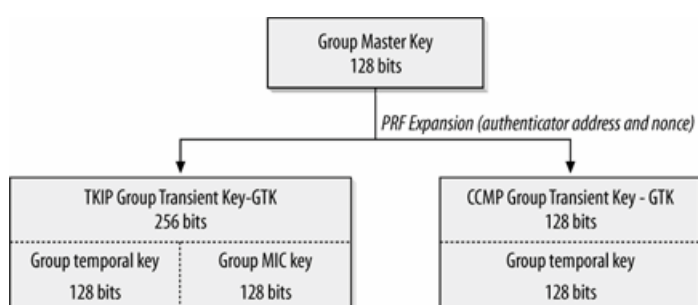 Group Master Key
128 bits
PRF Expansion (authenticator address and nonce)
TKIP Group Transient Key-GTK
256 bits
Group temporal key
128 bits
Group MIC key
128 bits
CCMP Group Transient Key - GTK
128 bits
Group temporal key
128 bits